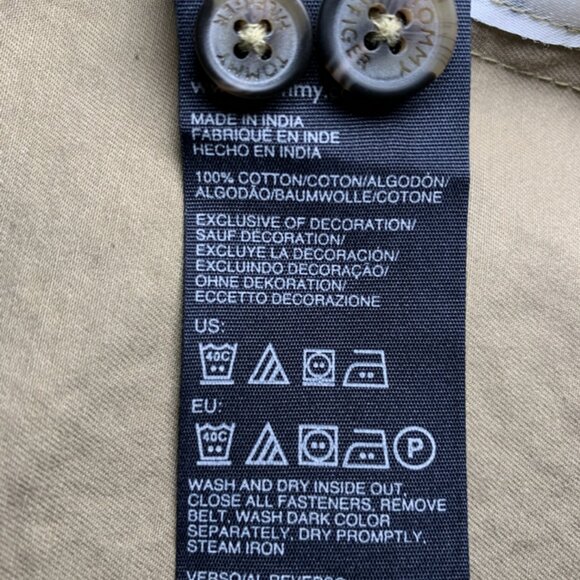 TOMMY HILFIGER
TOMMY HILFIGER
MADE IN INDIA
FABRIQUÉ EN INDE
HECHO EN INDIA
100% COTTON/COTON/ALGODÓN/
ALGODÃO/BAUMWOLLE/COTONE
EXCLUSIVE OF DECORATION/
SAUF DÉCORATION/
EXCLUYE LA DECORACIÓN/
EXCLUINDO DECORAÇÃO/
OHNE DEKORATION/
ECCETTO DECORAZIONE
US:
40C
EU:
40C P
WASH AND DRY INSIDE OUT,
CLOSE ALL FASTENERS, REMOVE
BELT, WASH DARK COLOR
SEPARATELY, DRY PROMPTLY,
STEAM IRON